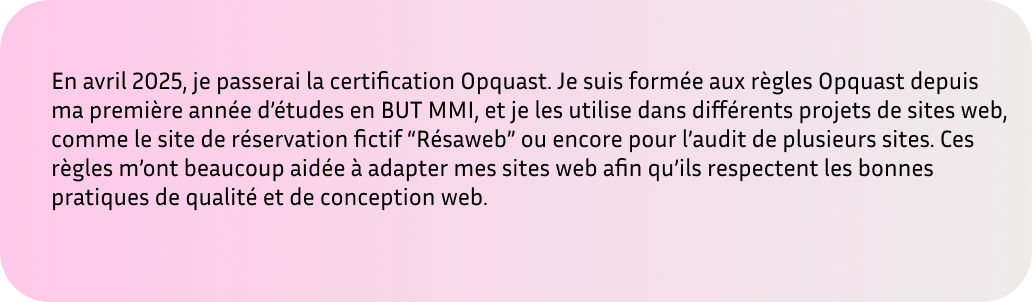 En avril 2025, je passerai la certification Opquast. Je suis formée aux règles Opquast depuis
ma première année d’études en BUT MMI, et je les utilise dans différents projets de sites web,
comme le site de réservation fictif “Résaweb” ou encore pour l’audit de plusieurs sites. Ces
règles m’ont beaucoup aidée à adapter mes sites web afin qu’ils respectent les bonnes
pratiques de qualité et de conception web.